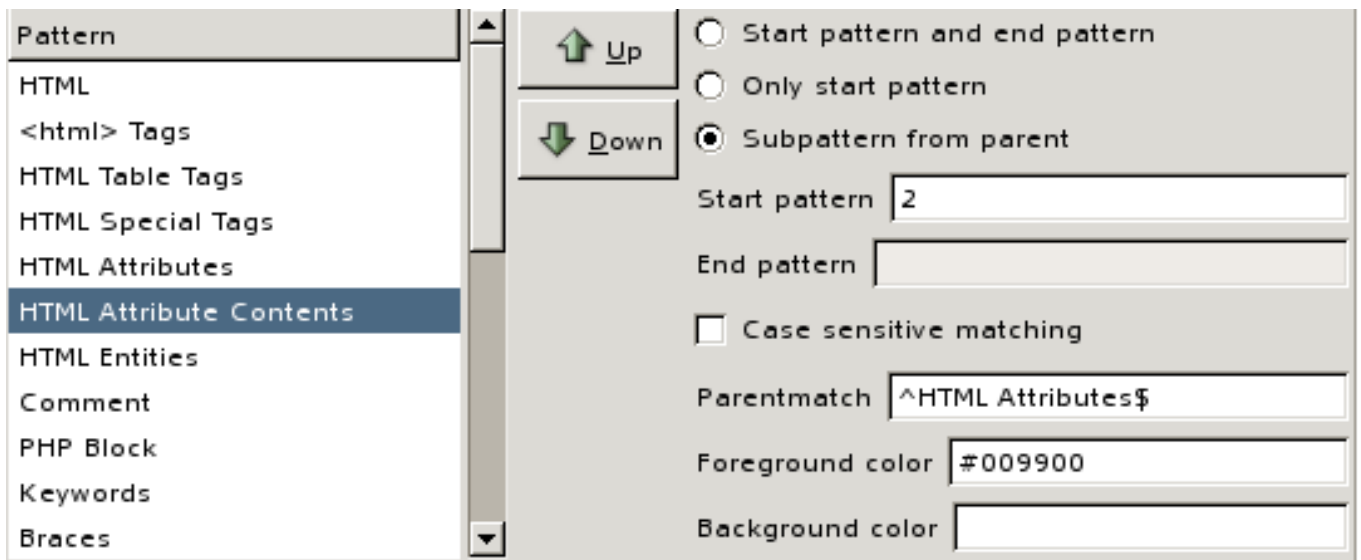 Pattern
HTML
<html> Tags
HTML Table Tags
HTML Special Tags
HTML Attributes
HTML Attribute Contents
HTML Entities
Comment
PHP Block
Keywords
Braces
Up
Down
Start pattern and end pattern
Only start pattern
Subpattern from parent
Start pattern 2
End pattern
Case sensitive matching
Parentmatch ^HTML Attributes$
Foreground color #009900
Background color